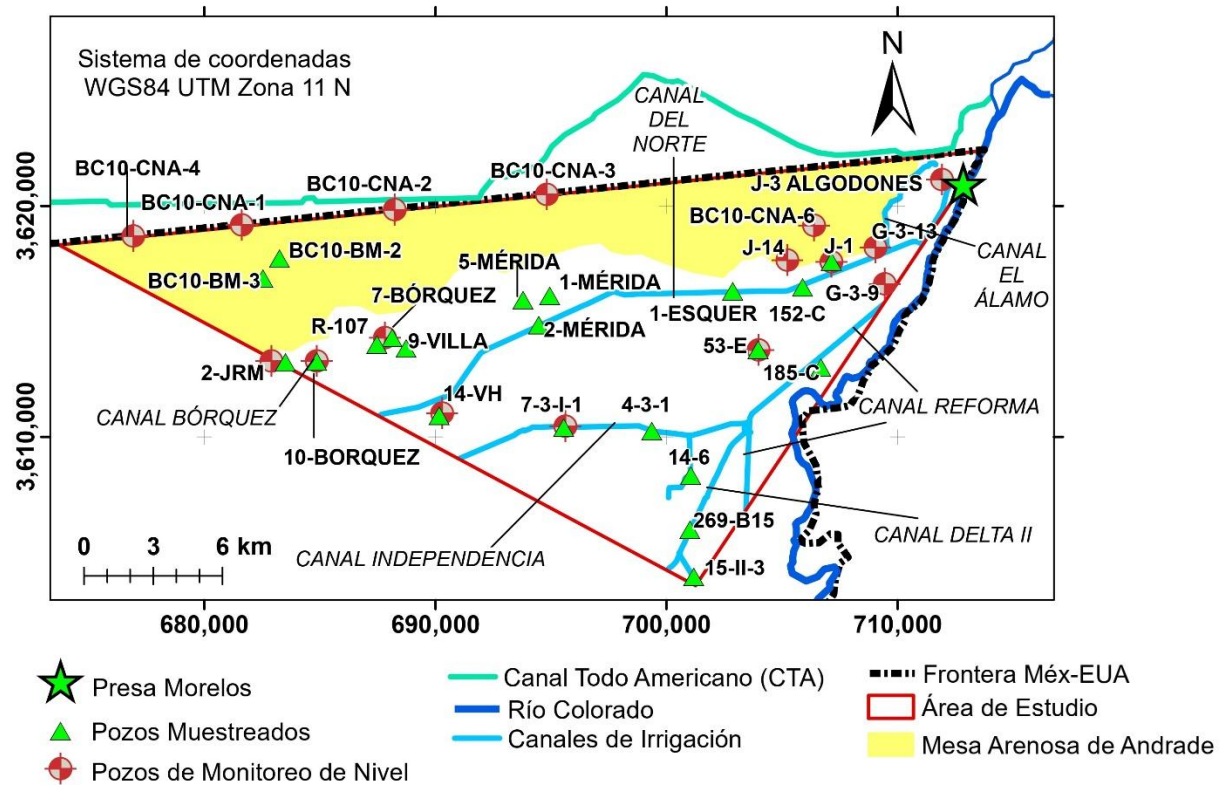 Sistema de coordenadas
WGS84 UTM Zona 11 N
N
CANAL
DEL
NORTE
BC10-CNA-4
BC10-CNA-1
BC10-CNA-2
BC10-CNA-3
J-3 ALGODONES
BC10-CNA-6
G-3-13
J-14
J-1
CANAL
EL
ÁLAMO
BC10-BM-2
BC10-BM-3
5-MÉRIDA
1-MÉRIDA
7-BÓRQUEZ
G-3-9
1-ESQUER
152-C
R-107
9-VILLA
2-MÉRIDA
53-E
2-JRM
185-C
CANAL BÓRQUEZ
14-VH
7-3-I-1
4-3-1
CANAL REFORMA
10-BORQUEZ
14-6
269-B15
CANAL DELTA II
CANAL INDEPENDENCIA
15-II-3
0 3 6 km
3,620,000
3,610,000
680,000 690,000 700,000 710,000
Presa Morelos
Pozos Muestreados
Pozos de Monitoreo de Nivel
Canal Todo Americano (CTA)
Río Colorado
Canales de Irrigación
Frontera Méx-EUA
Área de Estudio
Mesa Arenosa de Andrade